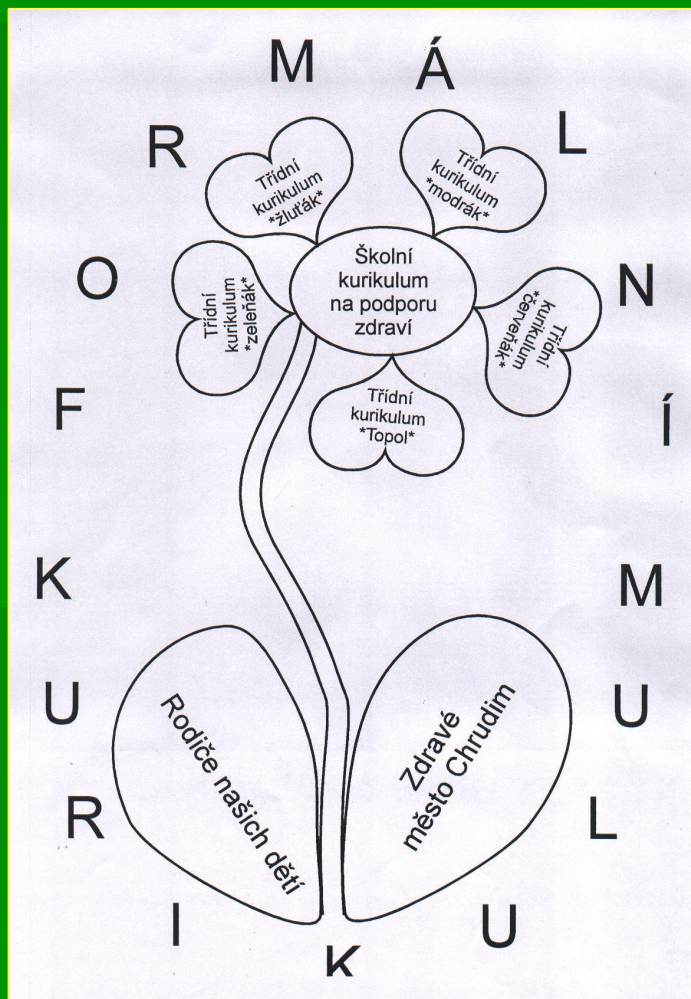 F O R M Á L N Í
K U R I K U L U M
Třídní
kurikulum
*žluťák*
Třídní
kurikulum
*modrák*
Třídní
kurikulum
*zeleňák*
Školní
kurikulum
na podporu
zdraví
Třídní
kurikulum
*červeňák*
Třídní
kurikulum
*Topol*
Rodiče našich dětí
Zdravé
město Chrudim